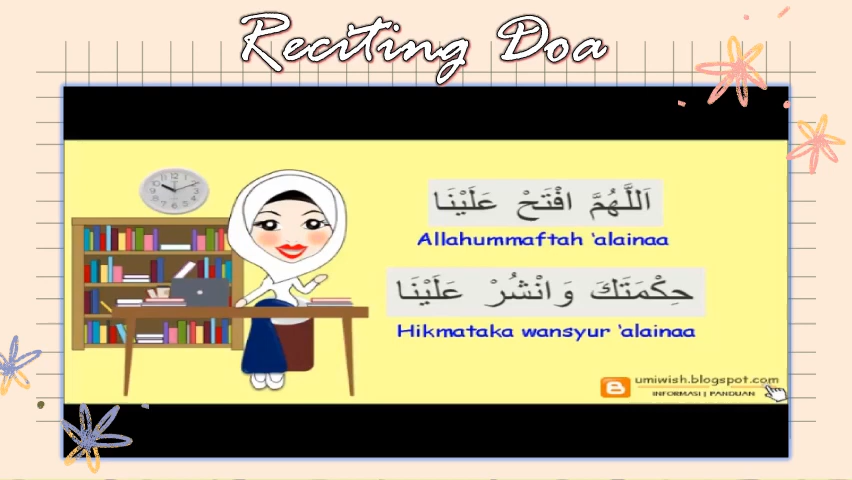 Reciting Doa
اَللَّهُمَّ افْتَحْ عَلَيْنَا
Allahummaftah 'alainaa
حِكْمَتَكَ وَانْشُرْ عَلَيْنَا
Hikmataka wansyur 'alainaa
umiwish.blogspot.com
INFORMASI | PANDUAN